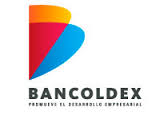 BANCOLDEX
PROMUEVE EL DESARROLLO EMPRESARIAL